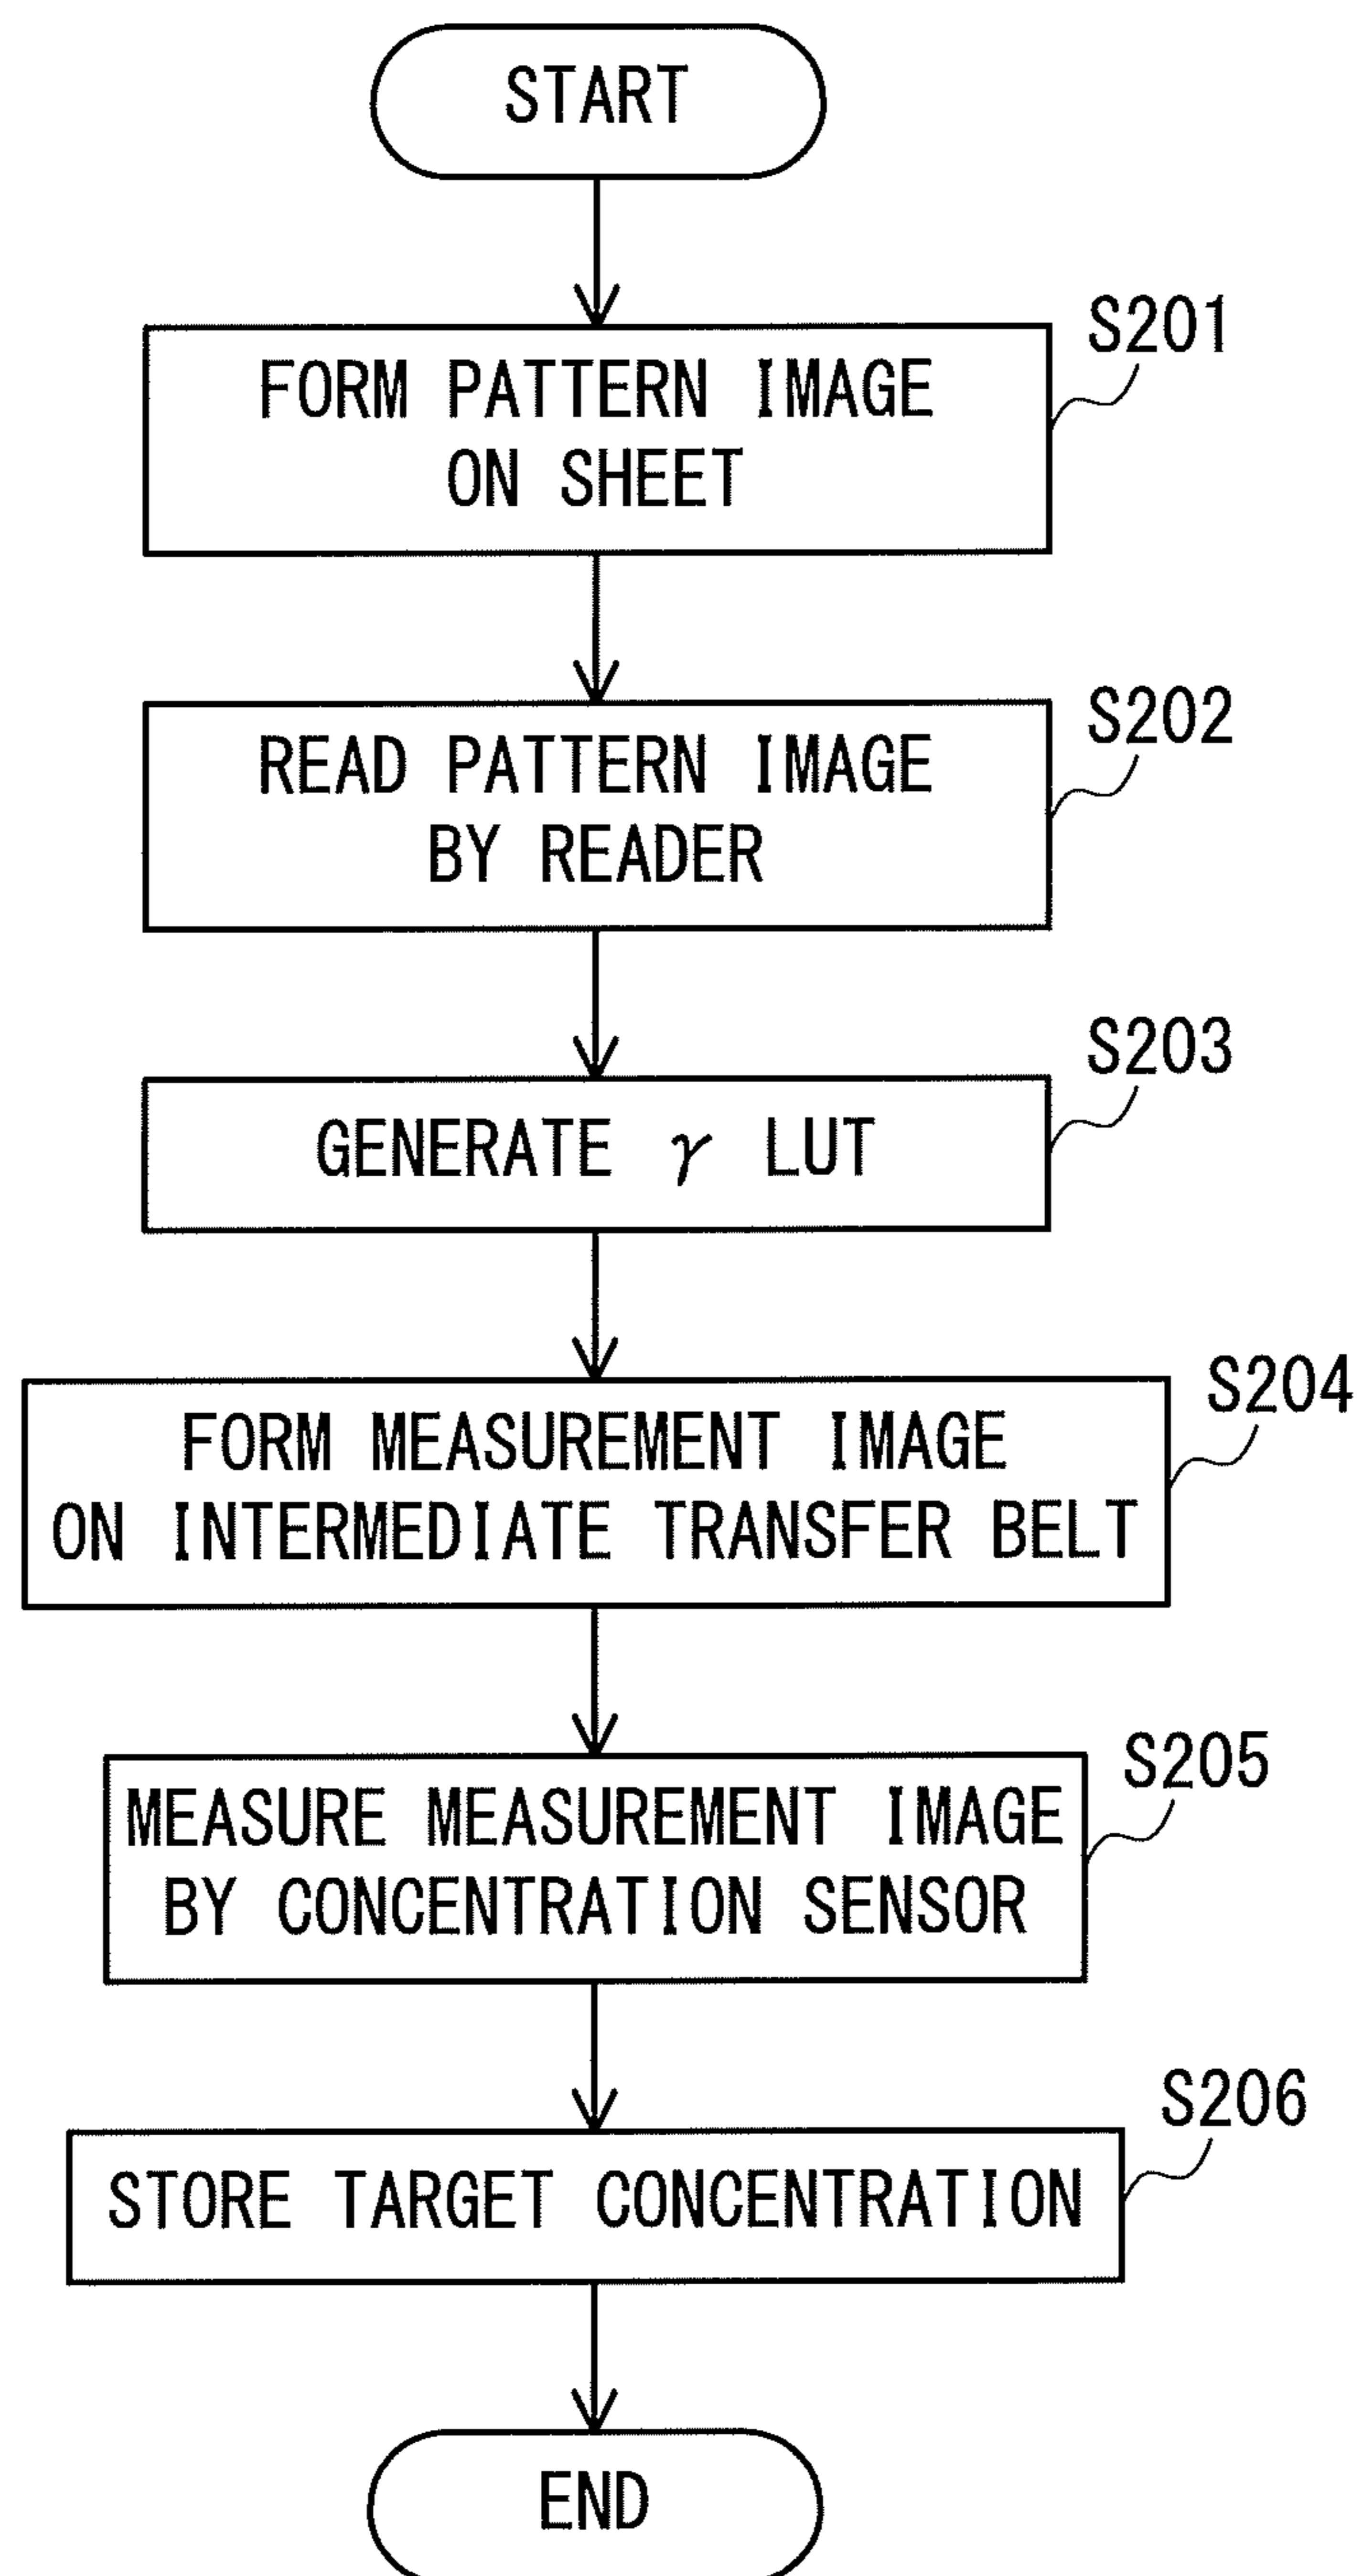 START
S201
FORM PATTERN IMAGE
ON SHEET
S202
READ PATTERN IMAGE
BY READER
S203
GENERATE γ LUT
S204
FORM MEASUREMENT IMAGE
ON INTERMEDIATE TRANSFER BELT
S205
MEASURE MEASUREMENT IMAGE
BY CONCENTRATION SENSOR
S206
STORE TARGET CONCENTRATION
END